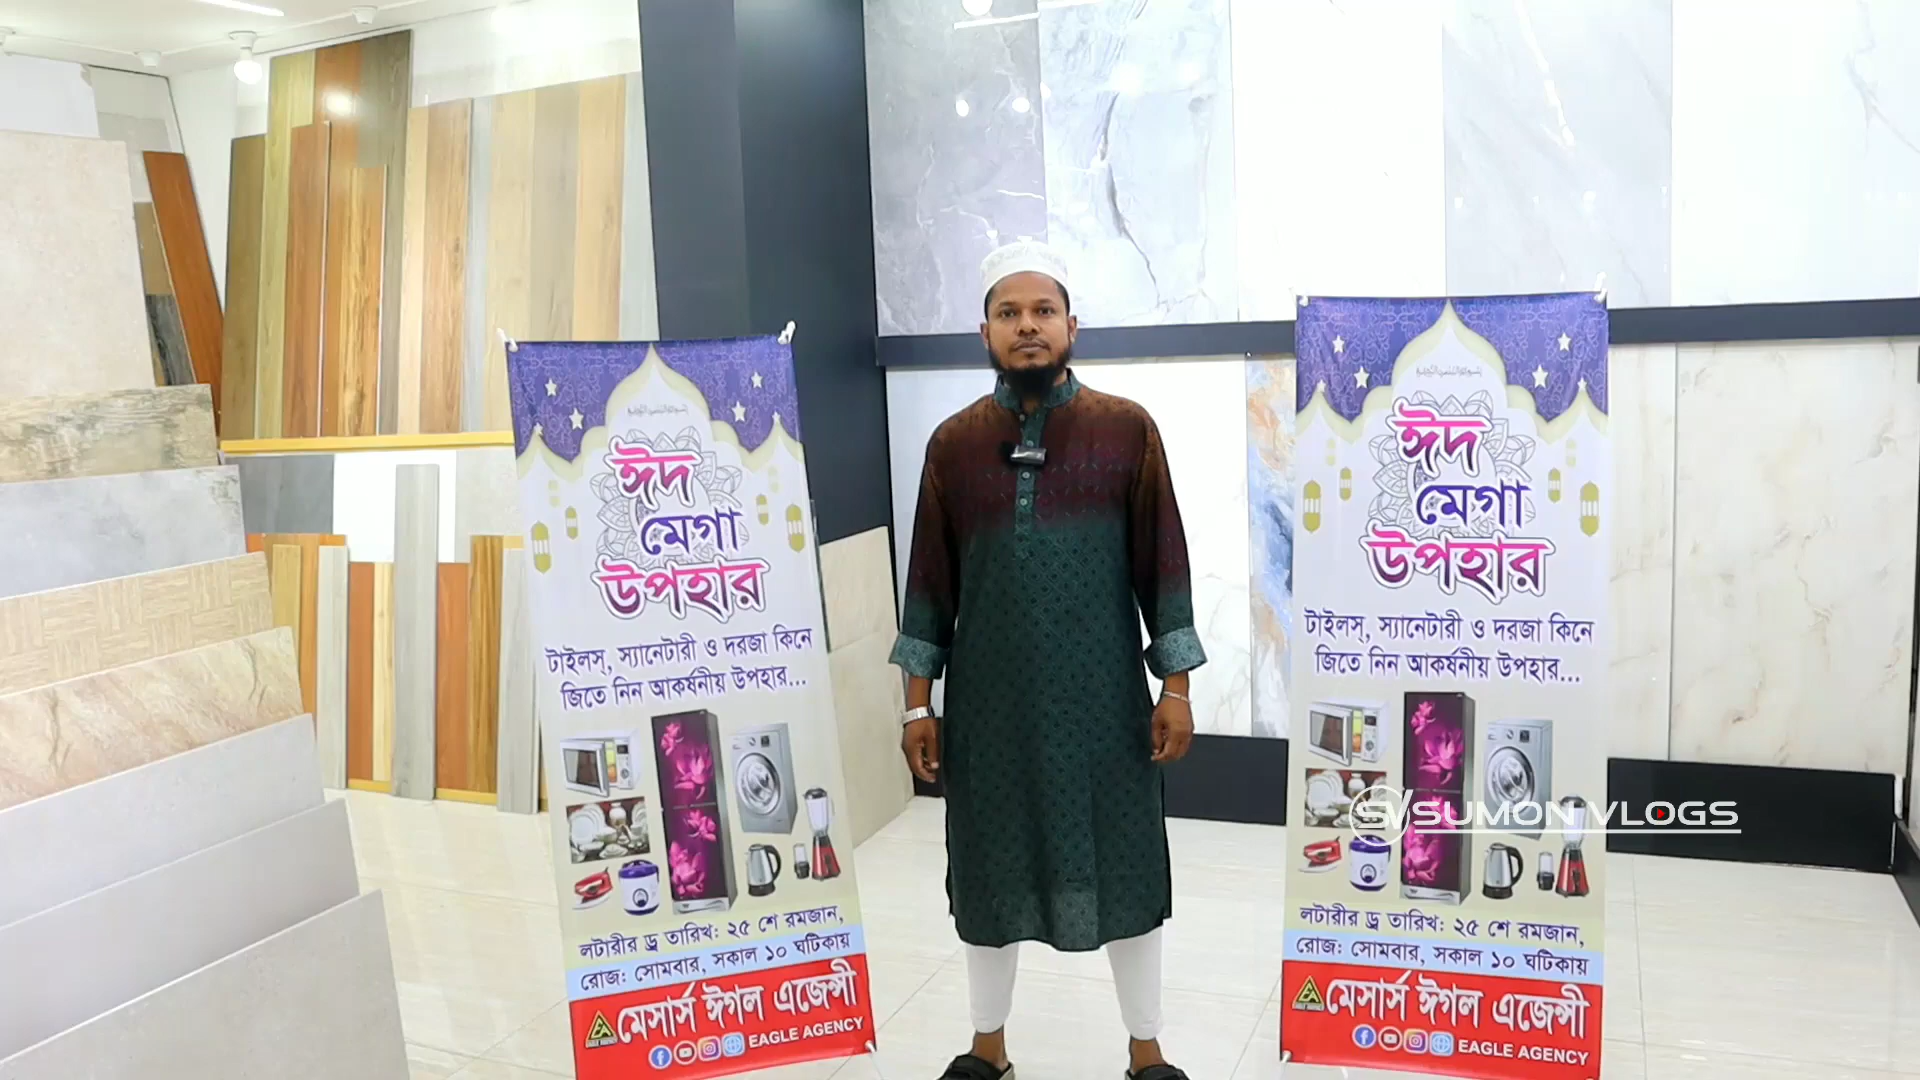 ঈদ
মেগা
উপহার
টাইলস্, স্যানেটারী ও দরজা কিনে
জিতে নিন আকর্ষনীয় উপহার...
লটারীর ড্র তারিখ: ২৫ শে রমজান,
রোজ: সোমবার, সকাল ১০ ঘটিকায়
মেসার্স ঈগল এজেন্সী
EAGLE AGENCY
ঈদ
মেগা
উপহার
টাইলস্, স্যানেটারী ও দরজা কিনে
জিতে নিন আকর্ষনীয় উপহার...
SUMON VLOGS
লটারীর ড্র তারিখ: ২৫ শে রমজান,
রোজ: সোমবার, সকাল ১০ ঘটিকায়
মেসার্স ঈগল এজেন্সী
EAGLE AGENCY